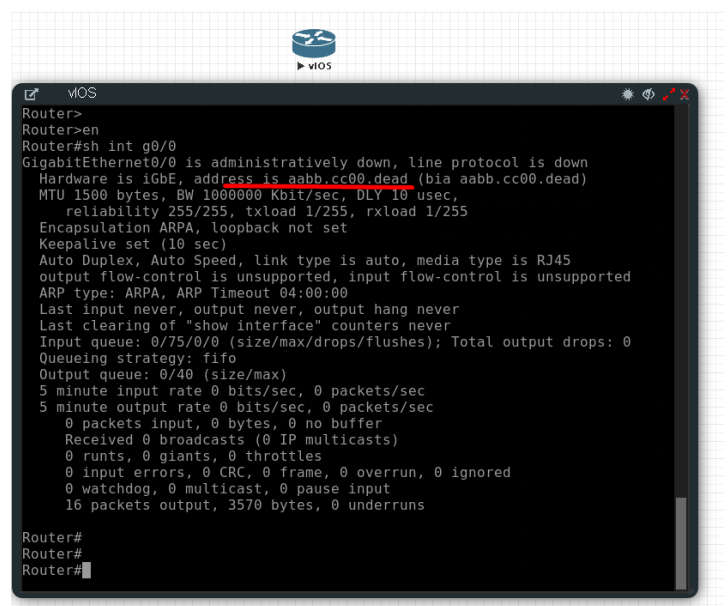 vIOS
vIOS
Router>
Router>en
Router#sh int g0/0
GigabitEthernet0/0 is administratively down, line protocol is down
Hardware is iGbE, address is aabb.cc00.dead (bia aabb.cc00.dead)
MTU 1500 bytes, BW 1000000 Kbit/sec, DLY 10 usec,
reliability 255/255, txload 1/255, rxload 1/255
Encapsulation ARPA, loopback not set
Keepalive set (10 sec)
Auto Duplex, Auto Speed, link type is auto, media type is RJ45
output flow-control is unsupported, input flow-control is unsupported
ARP type: ARPA, ARP Timeout 04:00:00
Last input never, output never, output hang never
Last clearing of "show interface" counters never
Input queue: 0/75/0/0 (size/max/drops/flushes); Total output drops: 0
Queueing strategy: fifo
Output queue: 0/40 (size/max)
5 minute input rate 0 bits/sec, 0 packets/sec
5 minute output rate 0 bits/sec, 0 packets/sec
0 packets input, 0 bytes, 0 no buffer
Received 0 broadcasts (0 IP multicasts)
0 runts, 0 giants, 0 throttles
0 input errors, 0 CRC, 0 frame, 0 overrun, 0 ignored
0 watchdog, 0 multicast, 0 pause input
16 packets output, 3570 bytes, 0 underruns
Router#
Router#
Router#